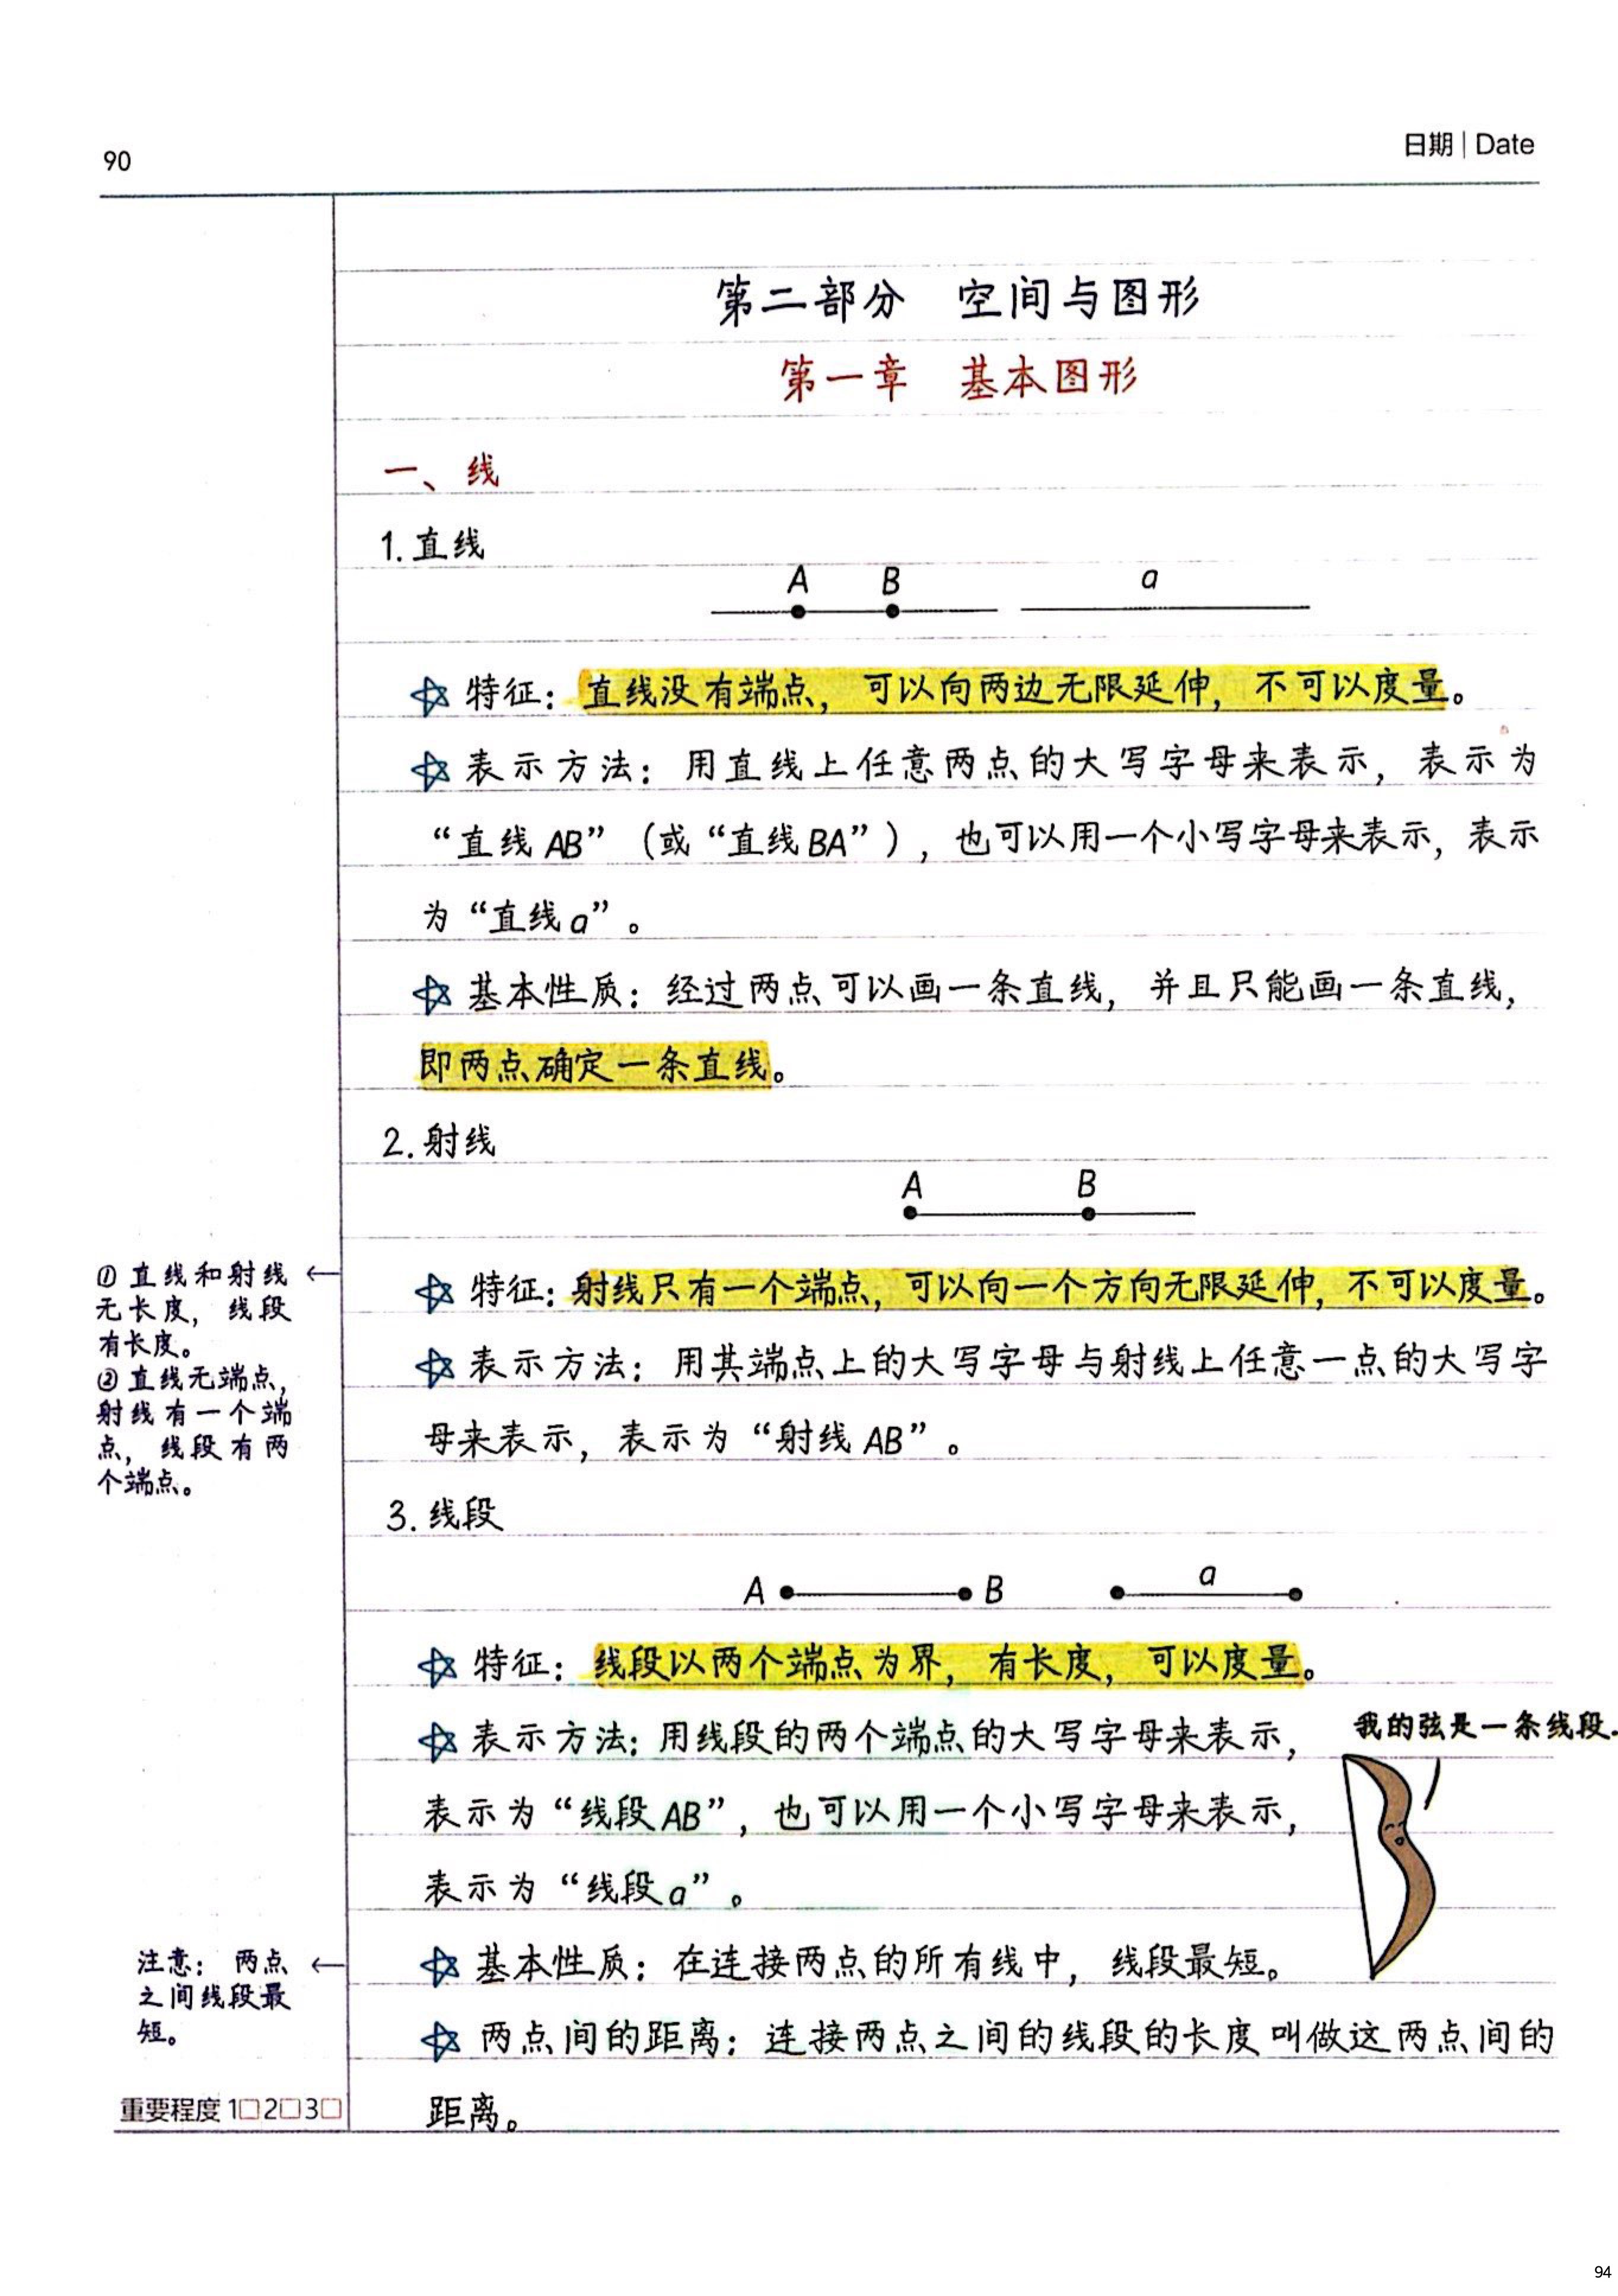 90
日期 | Date
第二部分 空间与图形
第一章 基本图形
一、线
1.直线
A B a
☆ 特征：直线没有端点，可以向两边无限延伸，不可以度量。
☆ 表示方法：用直线上任意两点的大写字母来表示，表示为
“直线AB”（或“直线BA”），也可以用一个小写字母来表示，表示
为“直线a”。
☆ 基本性质：经过两点可以画一条直线，并且只能画一条直线，
即两点确定一条直线。
2.射线
A B
☆ 特征：射线只有一个端点，可以向一个方向无限延伸，不可以度量。
☆ 表示方法：用其端点上的大写字母与射线上任意一点的大写字
母来表示，表示为“射线AB”。
① 直线和射线
无长度，线段
有长度。
② 直线无端点，
射线有一个端
点，线段有两
个端点。
3.线段
A B a
☆ 特征：线段以两个端点为界，有长度，可以度量。
☆ 表示方法：用线段的两个端点的大写字母来表示，
表示为“线段AB”，也可以用一个小写字母来表示，
表示为“线段a”。
我的弦是一条线段.
☆ 基本性质：在连接两点的所有线中，线段最短。
注意：两点
之间线段最
短。
☆ 两点间的距离：连接两点之间的线段的长度叫做这两点间的
距离。
重要程度 1□2□3□
94